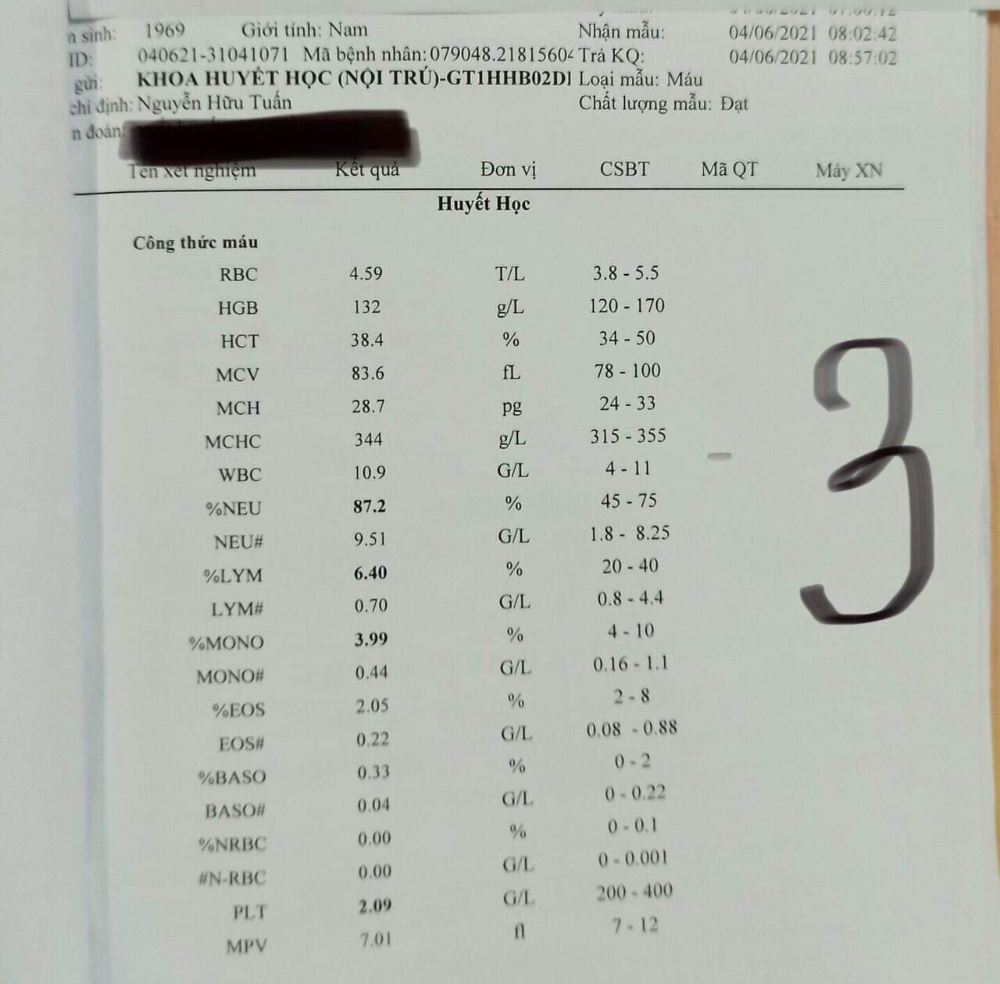 n sinh: 1969 Giới tính: Nam Nhận mẫu: 04/06/2021 08:02:42
ID: 040621-31041071 Mã bệnh nhân: 079048.21815604 Trả KQ: 04/06/2021 08:57:02
gửi: KHOA HUYẾT HỌC (NỘI TRÚ)-GT1HHB02D Loại mẫu: Máu
chỉ định: Nguyễn Hữu Tuấn Chất lượng mẫu: Đạt
n đoán:
Tên xét nghiệm Kết quả Đơn vị CSBT Mã QT Máy XN
Huyết Học
Công thức máu
RBC 4.59 T/L 3.8 - 5.5
HGB 132 g/L 120 - 170
HCT 38.4 % 34 - 50
MCV 83.6 fL 78 - 100
MCH 28.7 pg 24 - 33
MCHC 344 g/L 315 - 355
WBC 10.9 G/L 4 - 11
%NEU 87.2 % 45 - 75
NEU# 9.51 G/L 1.8 - 8.25
%LYM 6.40 % 20 - 40
LYM# 0.70 G/L 0.8 - 4.4
%MONO 3.99 % 4 - 10
MONO# 0.44 G/L 0.16 - 1.1
%EOS 2.05 % 2 - 8
EOS# 0.22 G/L 0.08 - 0.88
%BASO 0.33 % 0 - 2
BASO# 0.04 G/L 0 - 0.22
%NRBC 0.00 % 0 - 0.1
#N-RBC 0.00 G/L 0 - 0.001
PLT 2.09 G/L 200 - 400
MPV 7.01 fl 7 - 12
3